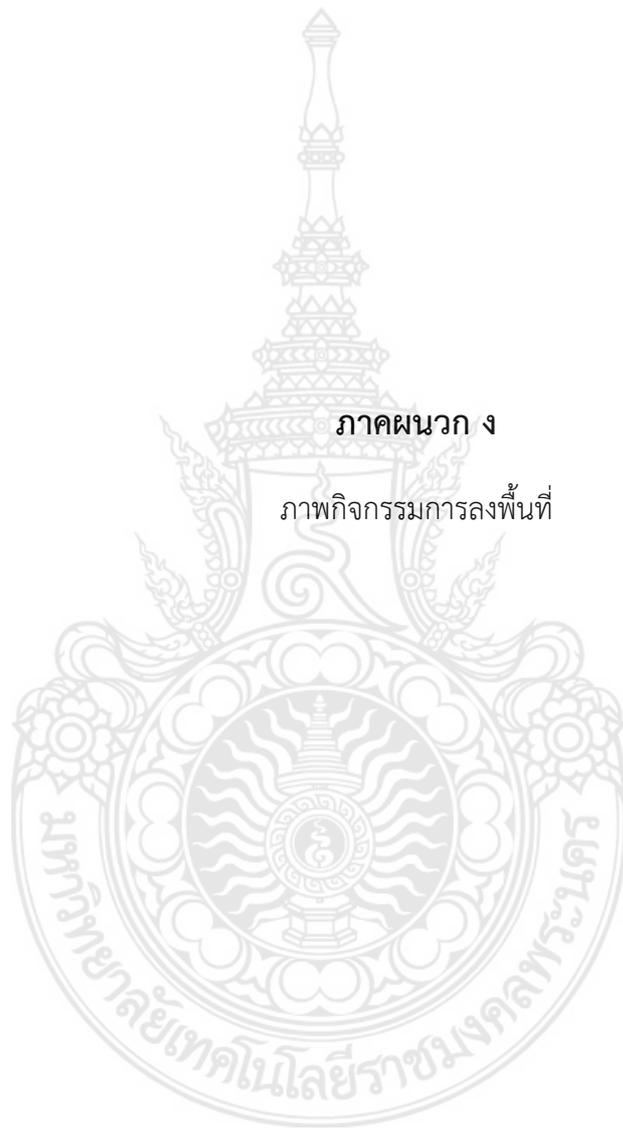 ภาคผนวก ง
ภาพกิจกรรมการลงพื้นที่
มหาวิทยาลัยเทคโนโลยีราชมงคลพระนคร